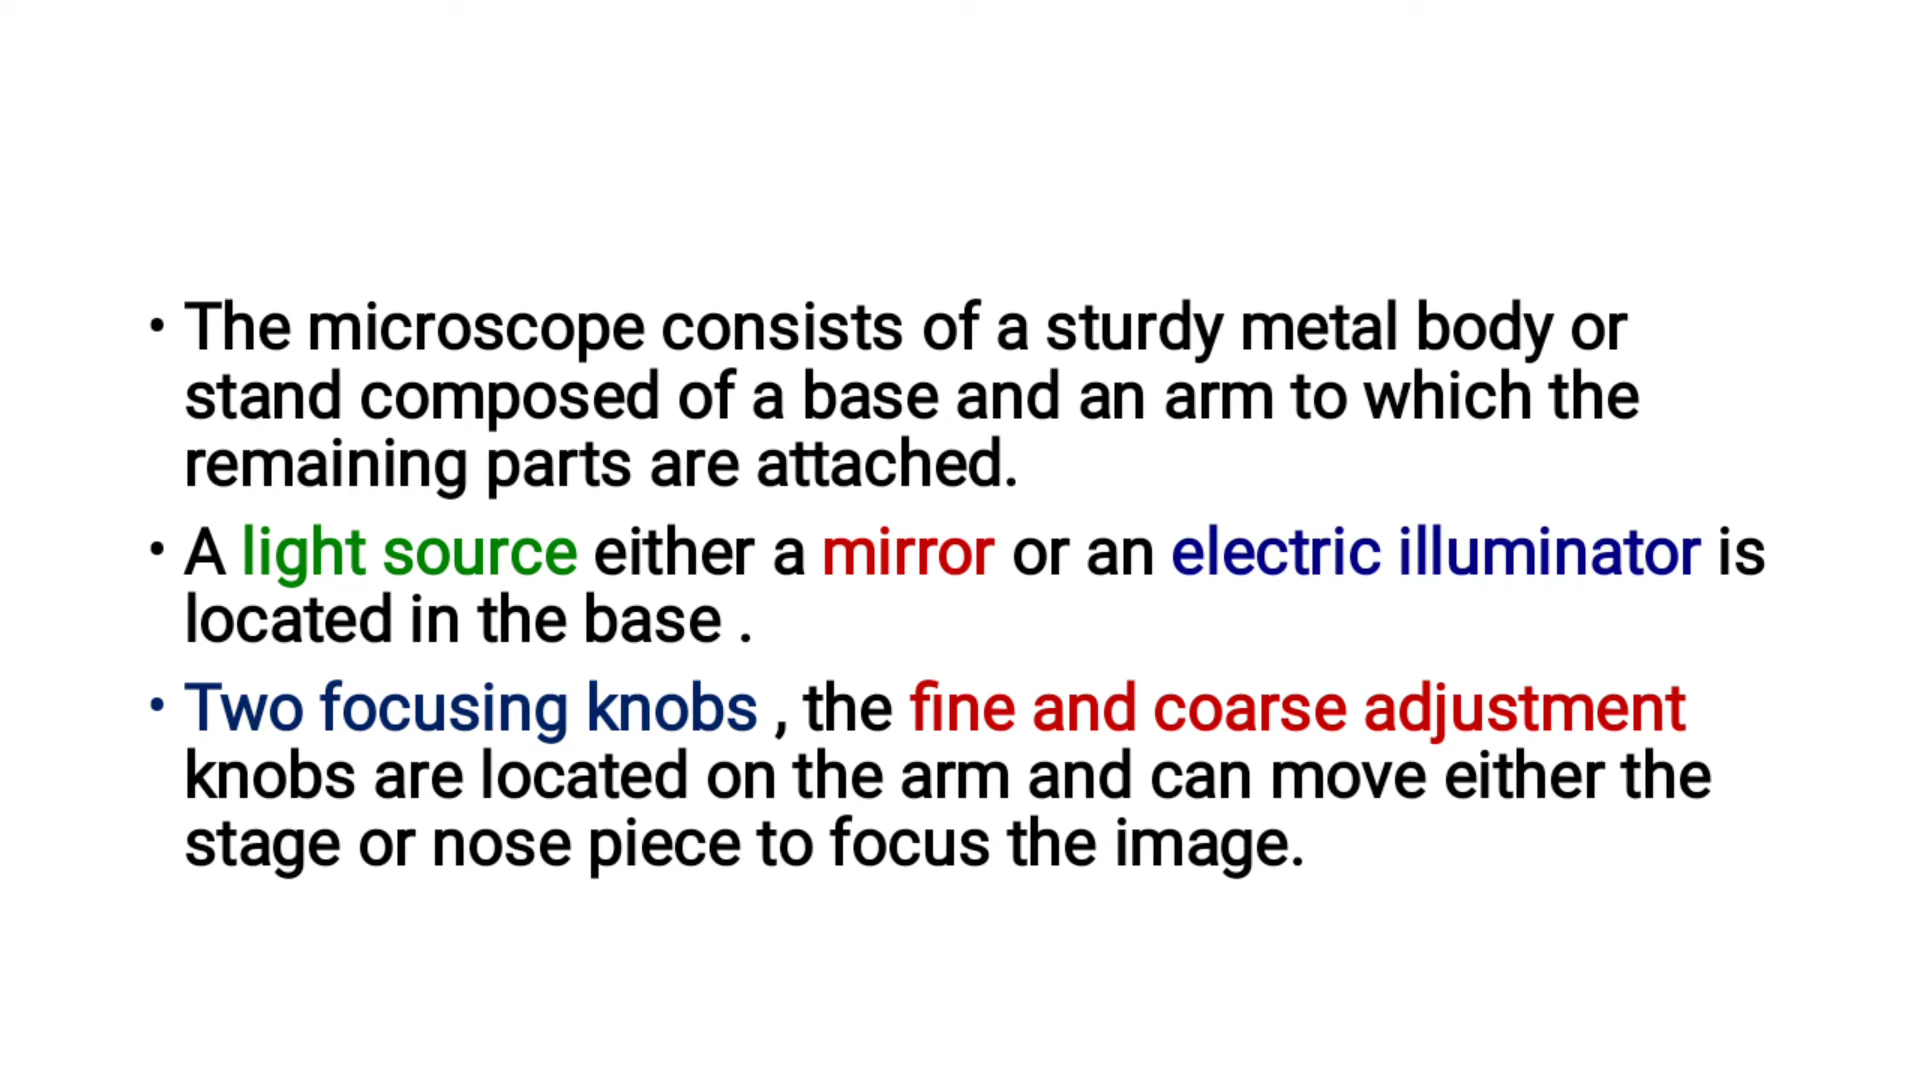 • The microscope consists of a sturdy metal body or
stand composed of a base and an arm to which the
remaining parts are attached.
• A light source either a mirror or an electric illuminator is
located in the base .
• Two focusing knobs , the fine and coarse adjustment
knobs are located on the arm and can move either the
stage or nose piece to focus the image.